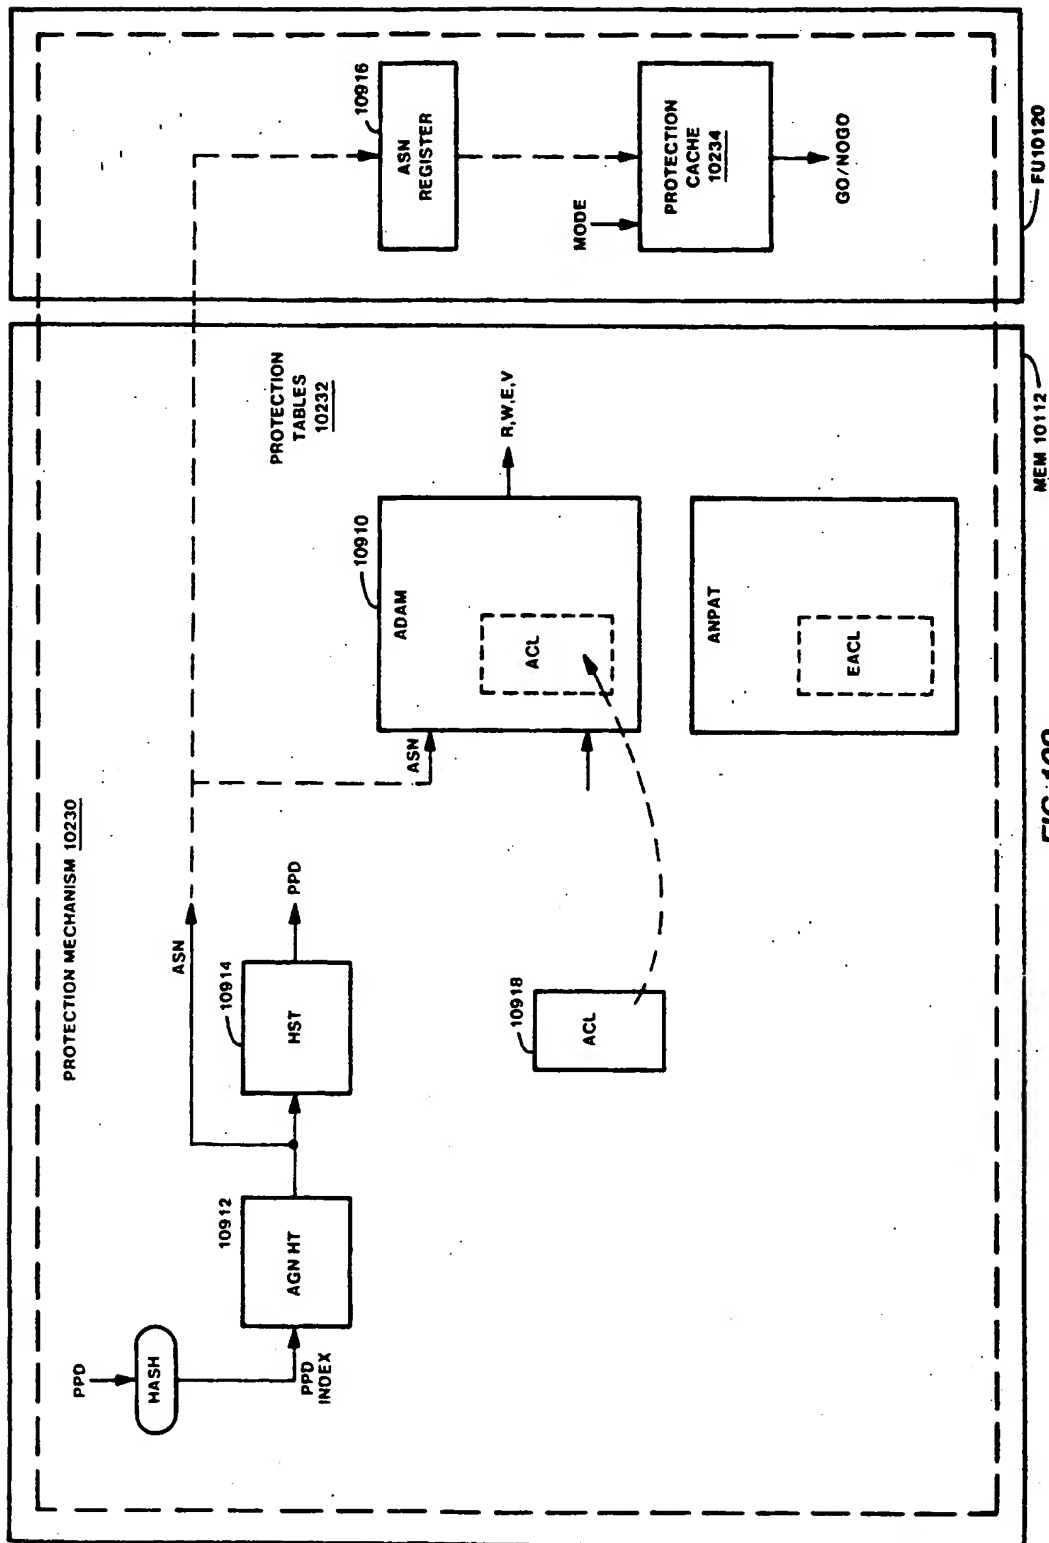 PROTECTION MECHANISM 10230
PPD
HASH
PPD
INDEX
10912
AGN HT
ASN
10914
HST
PPD
10918
ACL
PROTECTION
TABLES
10232
ASN
10910
ADAM
ACL
R,W,E,V
ANPAT
EACL
10916
ASN
REGISTER
MODE
PROTECTION
CACHE
10234
GO/NOGO
MEM 10112
FU10120